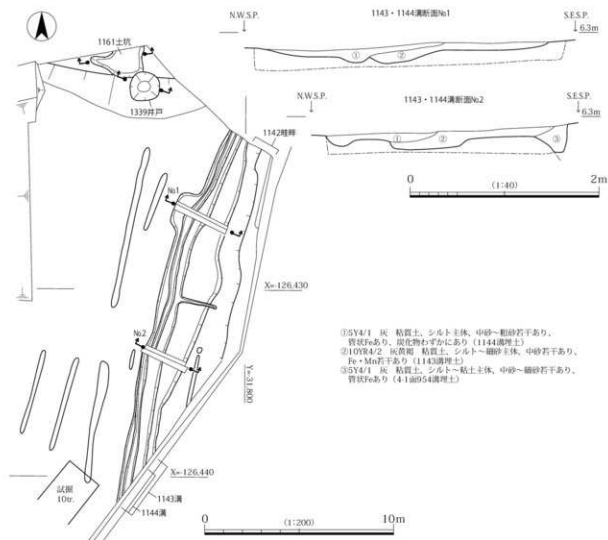 N.W.S.P.
1143・1144溝断面№1
S.E.S.P.
6.3m
①
②
N.W.S.P.
1143・1144溝断面№2
S.E.S.P.
6.3m
①
②
③
0
(1:40)
2m
1161土坑
1339井戸
1142畦畔
№1
X=-126,430
№2
Y=-31,800
X=-126,440
試掘
10tr.
1143溝
1144溝
①5Y4/1 灰 粘質土、シルト主体、中砂~粗砂若干あり、
管状Feあり、炭化物わずかにあり(1144溝埋土)
②10YR4/2 灰黄褐 粘質土、シルト~細砂主体、中砂若干あり、
Fe・Mn若干あり(1143溝埋土)
③5Y4/1 灰 粘質土、シルト~粘土主体、中砂~細砂若干あり、
管状Feあり(4-1面954溝埋土)
0
(1:200)
10m